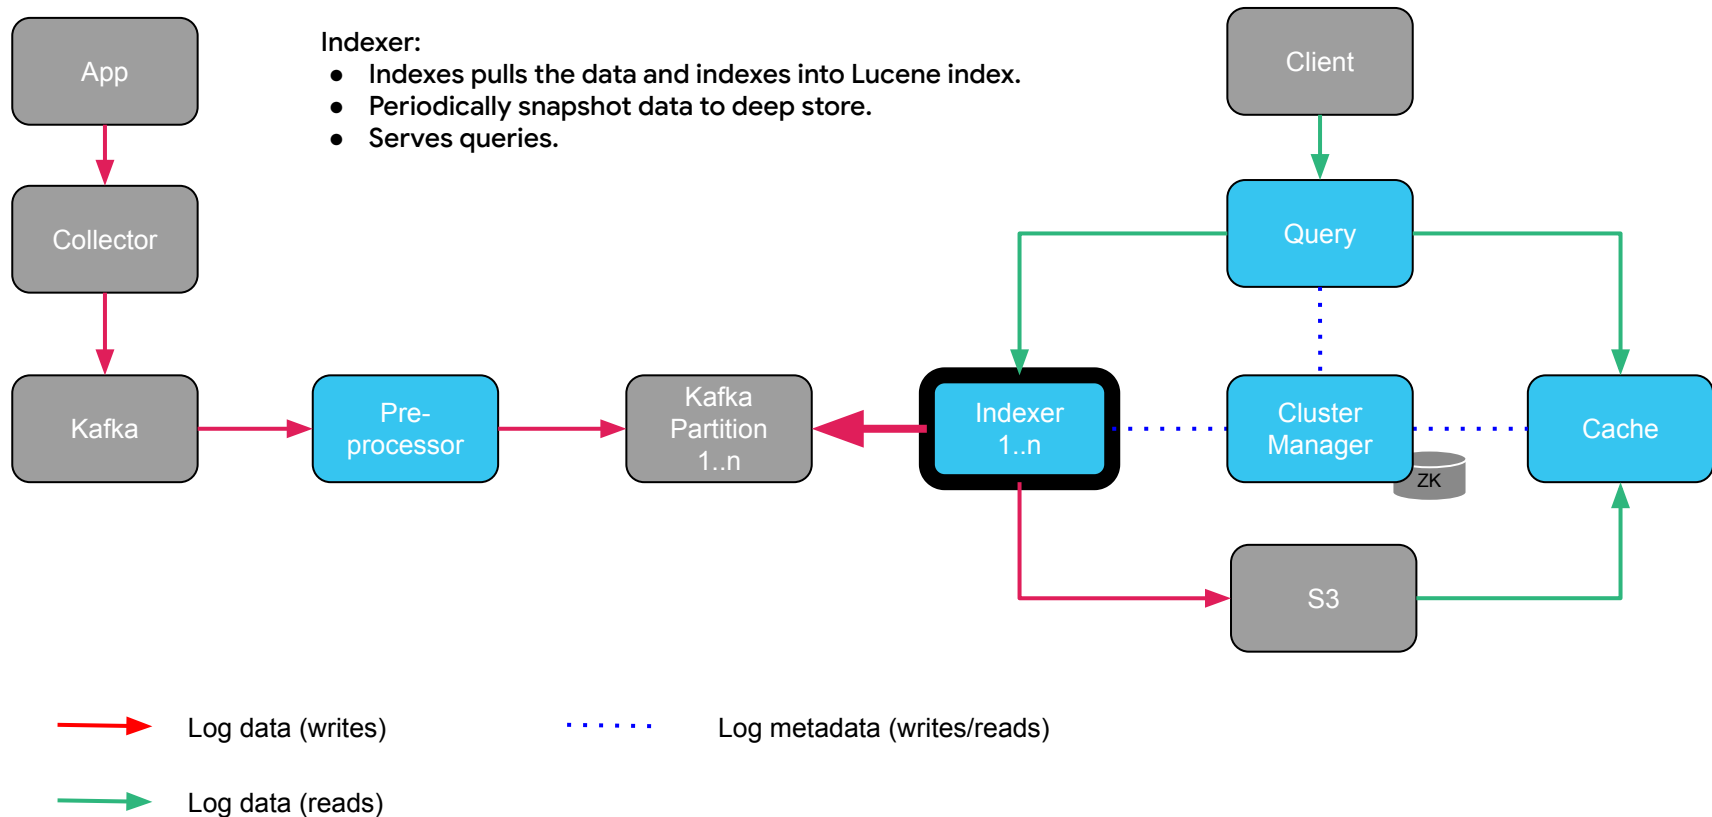 App
Indexer:
● Indexes pulls the data and indexes into Lucene index.
● Periodically snapshot data to deep store.
● Serves queries.
Client
Collector
Query
Kafka
Pre-
processor
Kafka
Partition
1..n
Indexer
1..n
Cluster
Manager
ZK
Cache
S3
Log data (writes)
Log metadata (writes/reads)
Log data (reads)